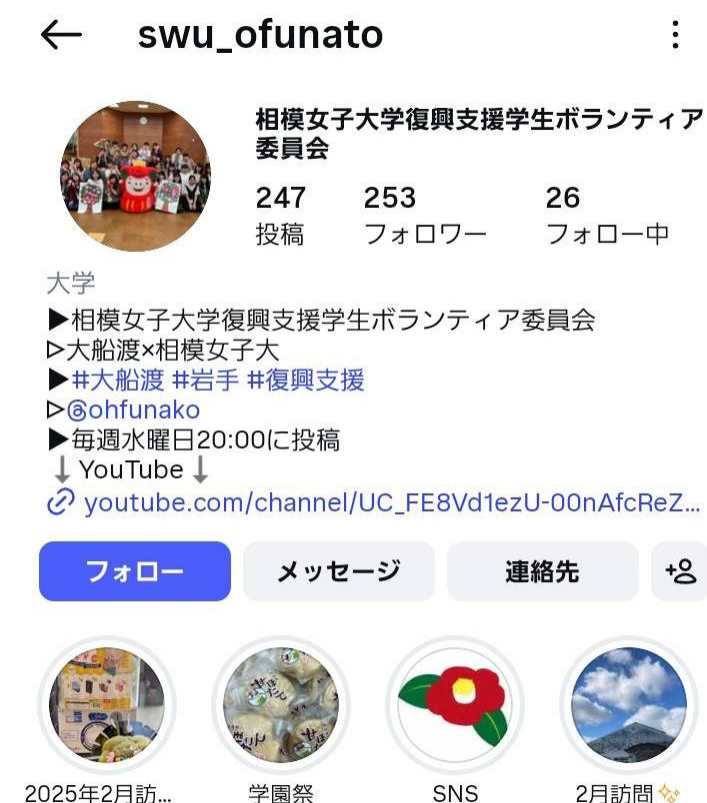 swu_ofunato
相模女子大学復興支援学生ボランティア
委員会
247 253 26
投稿 フォロワー フォロー中
大学
▶相模女子大学復興支援学生ボランティア委員会
▷大船渡×相模女子大
▶#大船渡 #岩手 #復興支援
▷@ohfunako
▶毎週水曜日20:00に投稿
↓YouTube↓
youtube.com/channel/UC_FE8Vd1ezU-00nAfcReZ...
フォロー メッセージ 連絡先
2025年2月訪... 学園祭 SNS 2月訪問✨